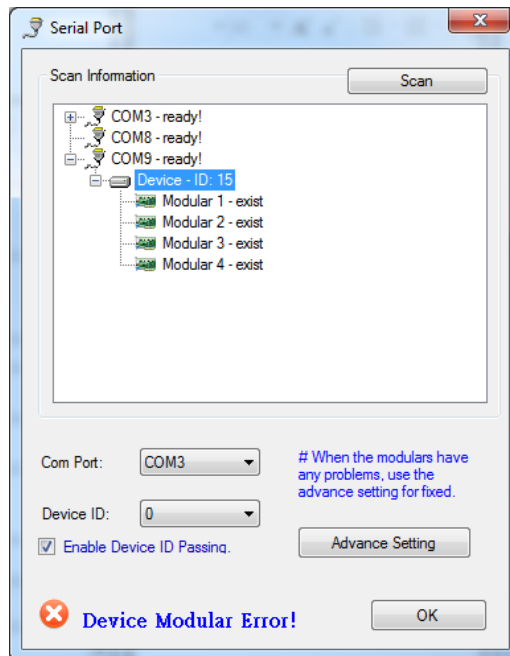 Serial Port
Scan Information
Scan
COM3 - ready!
COM8 - ready!
COM9 - ready!
Device - ID: 15
Modular 1 - exist
Modular 2 - exist
Modular 3 - exist
Modular 4 - exist
Com Port:
COM3
# When the modulars have
any problems, use the
advance setting for fixed.
Device ID:
0
Enable Device ID Passing.
Advance Setting
Device Modular Error!
OK